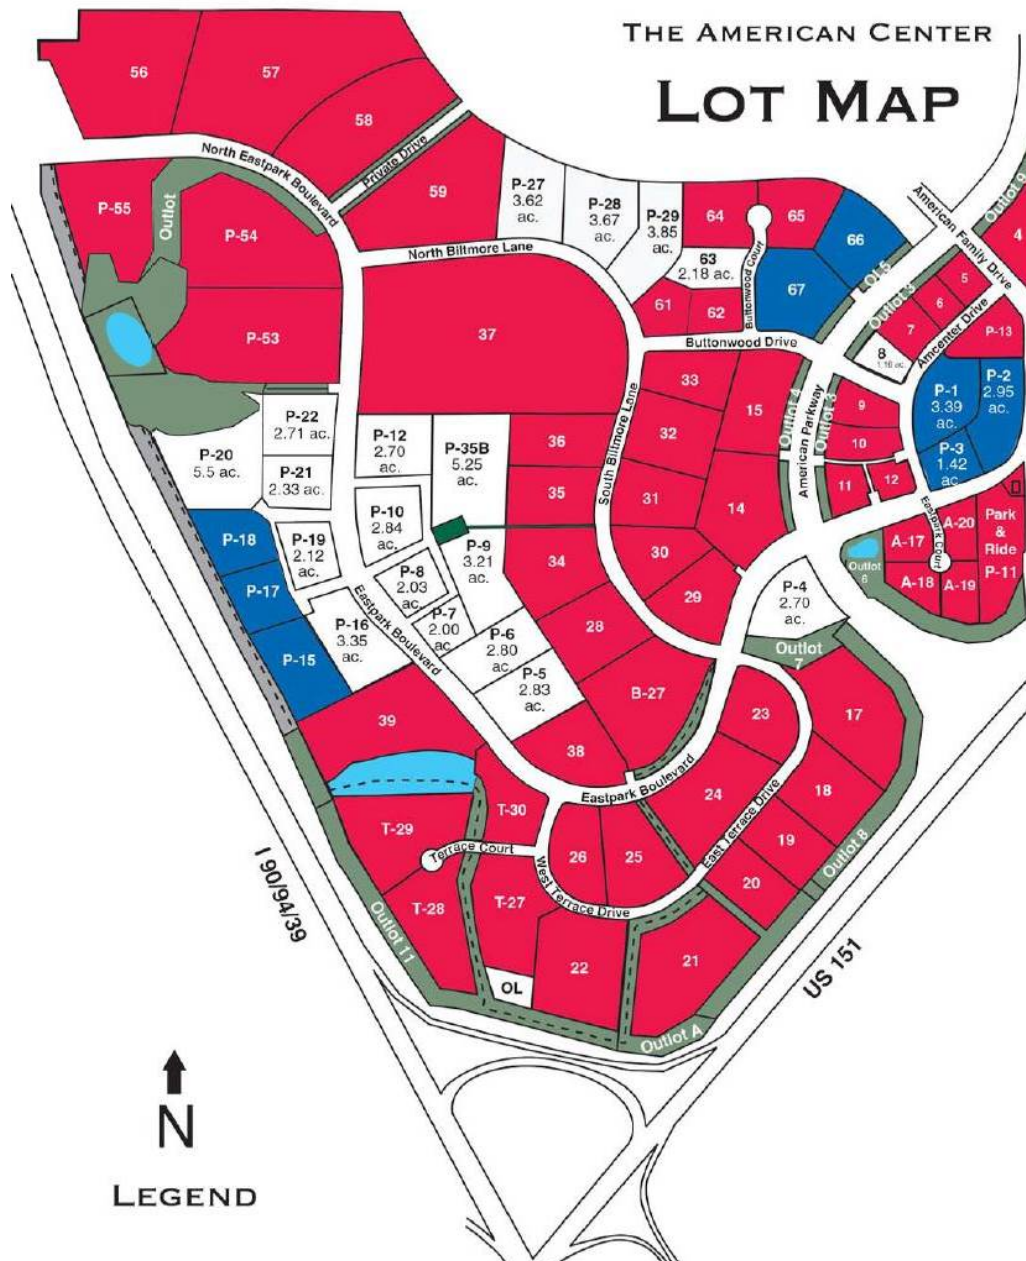 THE AMERICAN CENTER
LOT MAP
56
57
58
Private Drive
North Eastpark Boulevard
59
P-55
Outlot
P-54
P-53
North Biltmore Lane
P-27
3.62
ac.
P-28
3.67
ac.
P-29
3.85
ac.
64
65
66
63
2.18 ac.
Buttonwood Court
67
61
62
Buttonwood Drive
OL 5
Outlot 9
American Family Drive
4
5
6
7
Outlot 3
8
Amcenter Drive
P-13
P-1
3.39
ac.
P-2
2.95
ac.
P-3
1.42
ac.
37
33
15
Outlot 4
American Parkway
Outlot 3
9
10
11
12
P-22
2.71 ac.
P-20
5.5 ac.
P-21
2.33 ac.
P-12
2.70
ac.
P-35B
5.25
ac.
36
35
South Biltmore Lane
32
31
14
P-18
P-19
2.12
ac.
P-10
2.84
ac.
P-9
3.21
ac.
34
30
29
P-17
P-8
2.03
ac.
P-7
2.00
ac.
P-16
3.35
ac.
Eastpark Boulevard
P-6
2.80
ac.
P-5
2.83
ac.
28
B-27
P-15
39
38
P-4
2.70
ac.
Outlot
7
Outlot
6
A-17
A-20
Eastpark Court
A-18
A-19
Park
&
Ride
P-11
23
17
24
18
19
20
Eastpark Boulevard
East Terrace Drive
Outlot 8
T-29
T-30
Terrace Court
26
25
West Terrace Drive
T-28
T-27
22
21
OL
Outlot 11
Outlot A
I 90/94/39
US 151
N
LEGEND